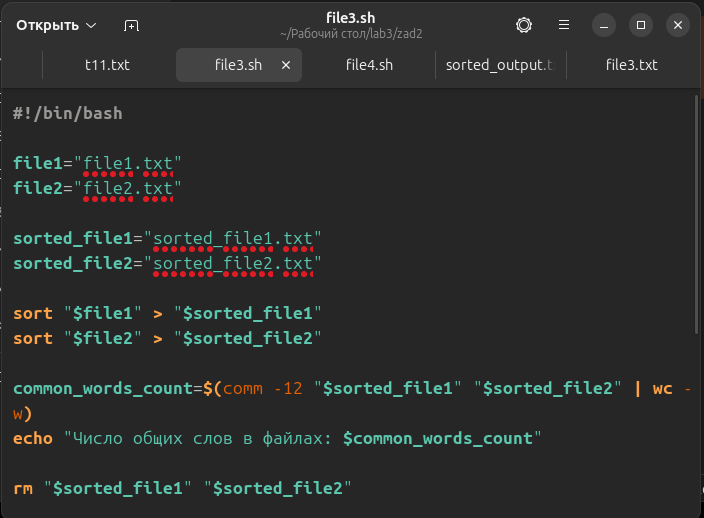 Открыть
file3.sh
~/Рабочий стол/lab3/zad2
t11.txt
file3.sh
file4.sh
sorted_output.t
file3.txt
#!/bin/bash
file1="file1.txt"
file2="file2.txt"
sorted_file1="sorted_file1.txt"
sorted_file2="sorted_file2.txt"
sort "$file1" > "$sorted_file1"
sort "$file2" > "$sorted_file2"
common_words_count=$(comm -12 "$sorted_file1" "$sorted_file2" | wc -
w)
echo "Число общих слов в файлах: $common_words_count"
rm "$sorted_file1" "$sorted_file2"